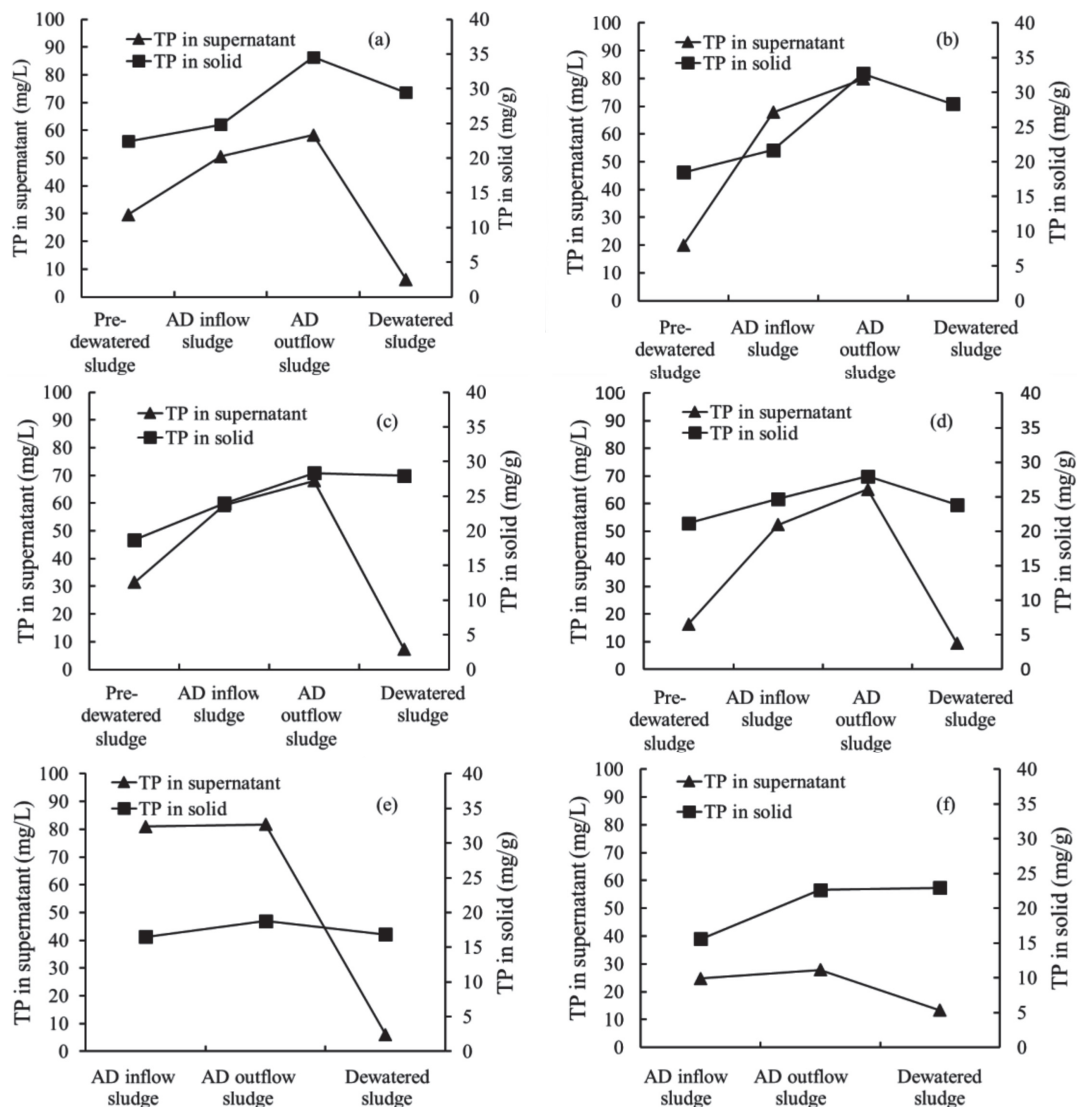 TP in supernatant (mg/L)
100
90
80
70
60
50
40
30
20
10
0
TP in supernatant
TP in solid
(a)
40
35
30
25
20
15
10
5
0
TP in solid (mg/g)
Pre-
dewatered
sludge
AD inflow
sludge
AD
outflow
sludge
Dewatered
sludge
TP in supernatant (mg/L)
100
90
80
70
60
50
40
30
20
10
0
TP in supernatant
TP in solid
(b)
40
35
30
25
20
15
10
5
0
TP in solid (mg/g)
Pre-
dewatered
sludge
AD inflow
sludge
AD
outflow
sludge
Dewatered
sludge
TP in supernatant (mg/L)
100
90
80
70
60
50
40
30
20
10
0
TP in supernatant
TP in solid
(c)
40
35
30
25
20
15
10
5
0
TP in solid (mg/g)
Pre-
dewatered
sludge
AD inflow
sludge
AD
outflow
sludge
Dewatered
sludge
TP in supernatant (mg/L)
100
90
80
70
60
50
40
30
20
10
0
TP in supernatant
TP in solid
(d)
40
35
30
25
20
15
10
5
0
TP in solid (mg/g)
Pre-
dewatered
sludge
AD inflow
sludge
AD
outflow
sludge
Dewatered
sludge
TP in supernatant (mg/L)
100
90
80
70
60
50
40
30
20
10
0
TP in supernatant
TP in solid
(e)
40
35
30
25
20
15
10
5
0
TP in solid (mg/g)
AD inflow
sludge
AD outflow
sludge
Dewatered
sludge
TP in supernatant (mg/L)
100
90
80
70
60
50
40
30
20
10
0
TP in supernatant
TP in solid
(f)
40
35
30
25
20
15
10
5
0
TP in solid (mg/g)
AD inflow
sludge
AD outflow
sludge
Dewatered
sludge